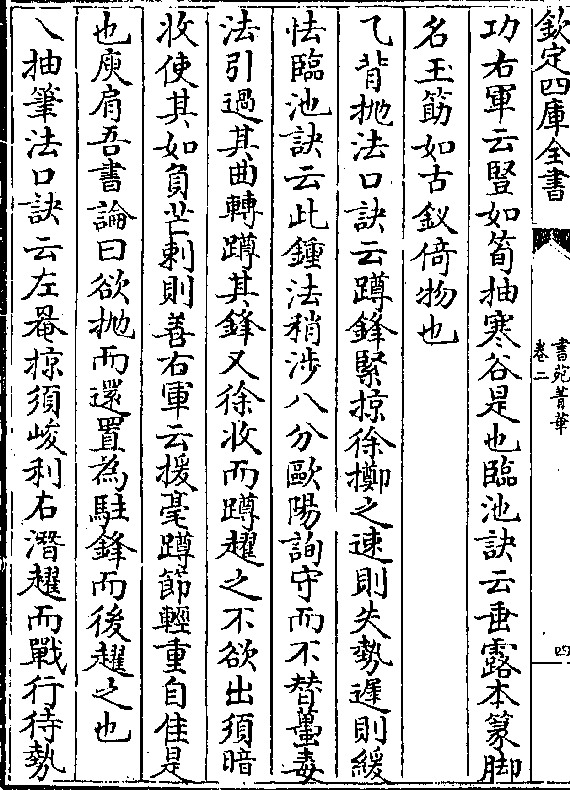 欽定四庫全書
書苑菁華
卷二
四
功右軍云豎如筍抽寒谷是也臨池訣云垂露本篆脚
名玉筯如古釵倚物也
乁背抛法口訣云蹲鋒緊掠徐擲之速則失勢遲則緩
怯臨池訣云此鍾法稍涉八分歐陽詢守而不替薑妻
法引過其曲轉蹲其鋒又徐收而蹲趯之不欲出須暗
收使其如負芒刺則善右軍云援毫蹲節輕重自隹是
也庾肩吾書論曰欲抛而還置為駐鋒而後趯之也
乀抽筆法口訣云左罨掠須峻利右潛趯而戰行待勢